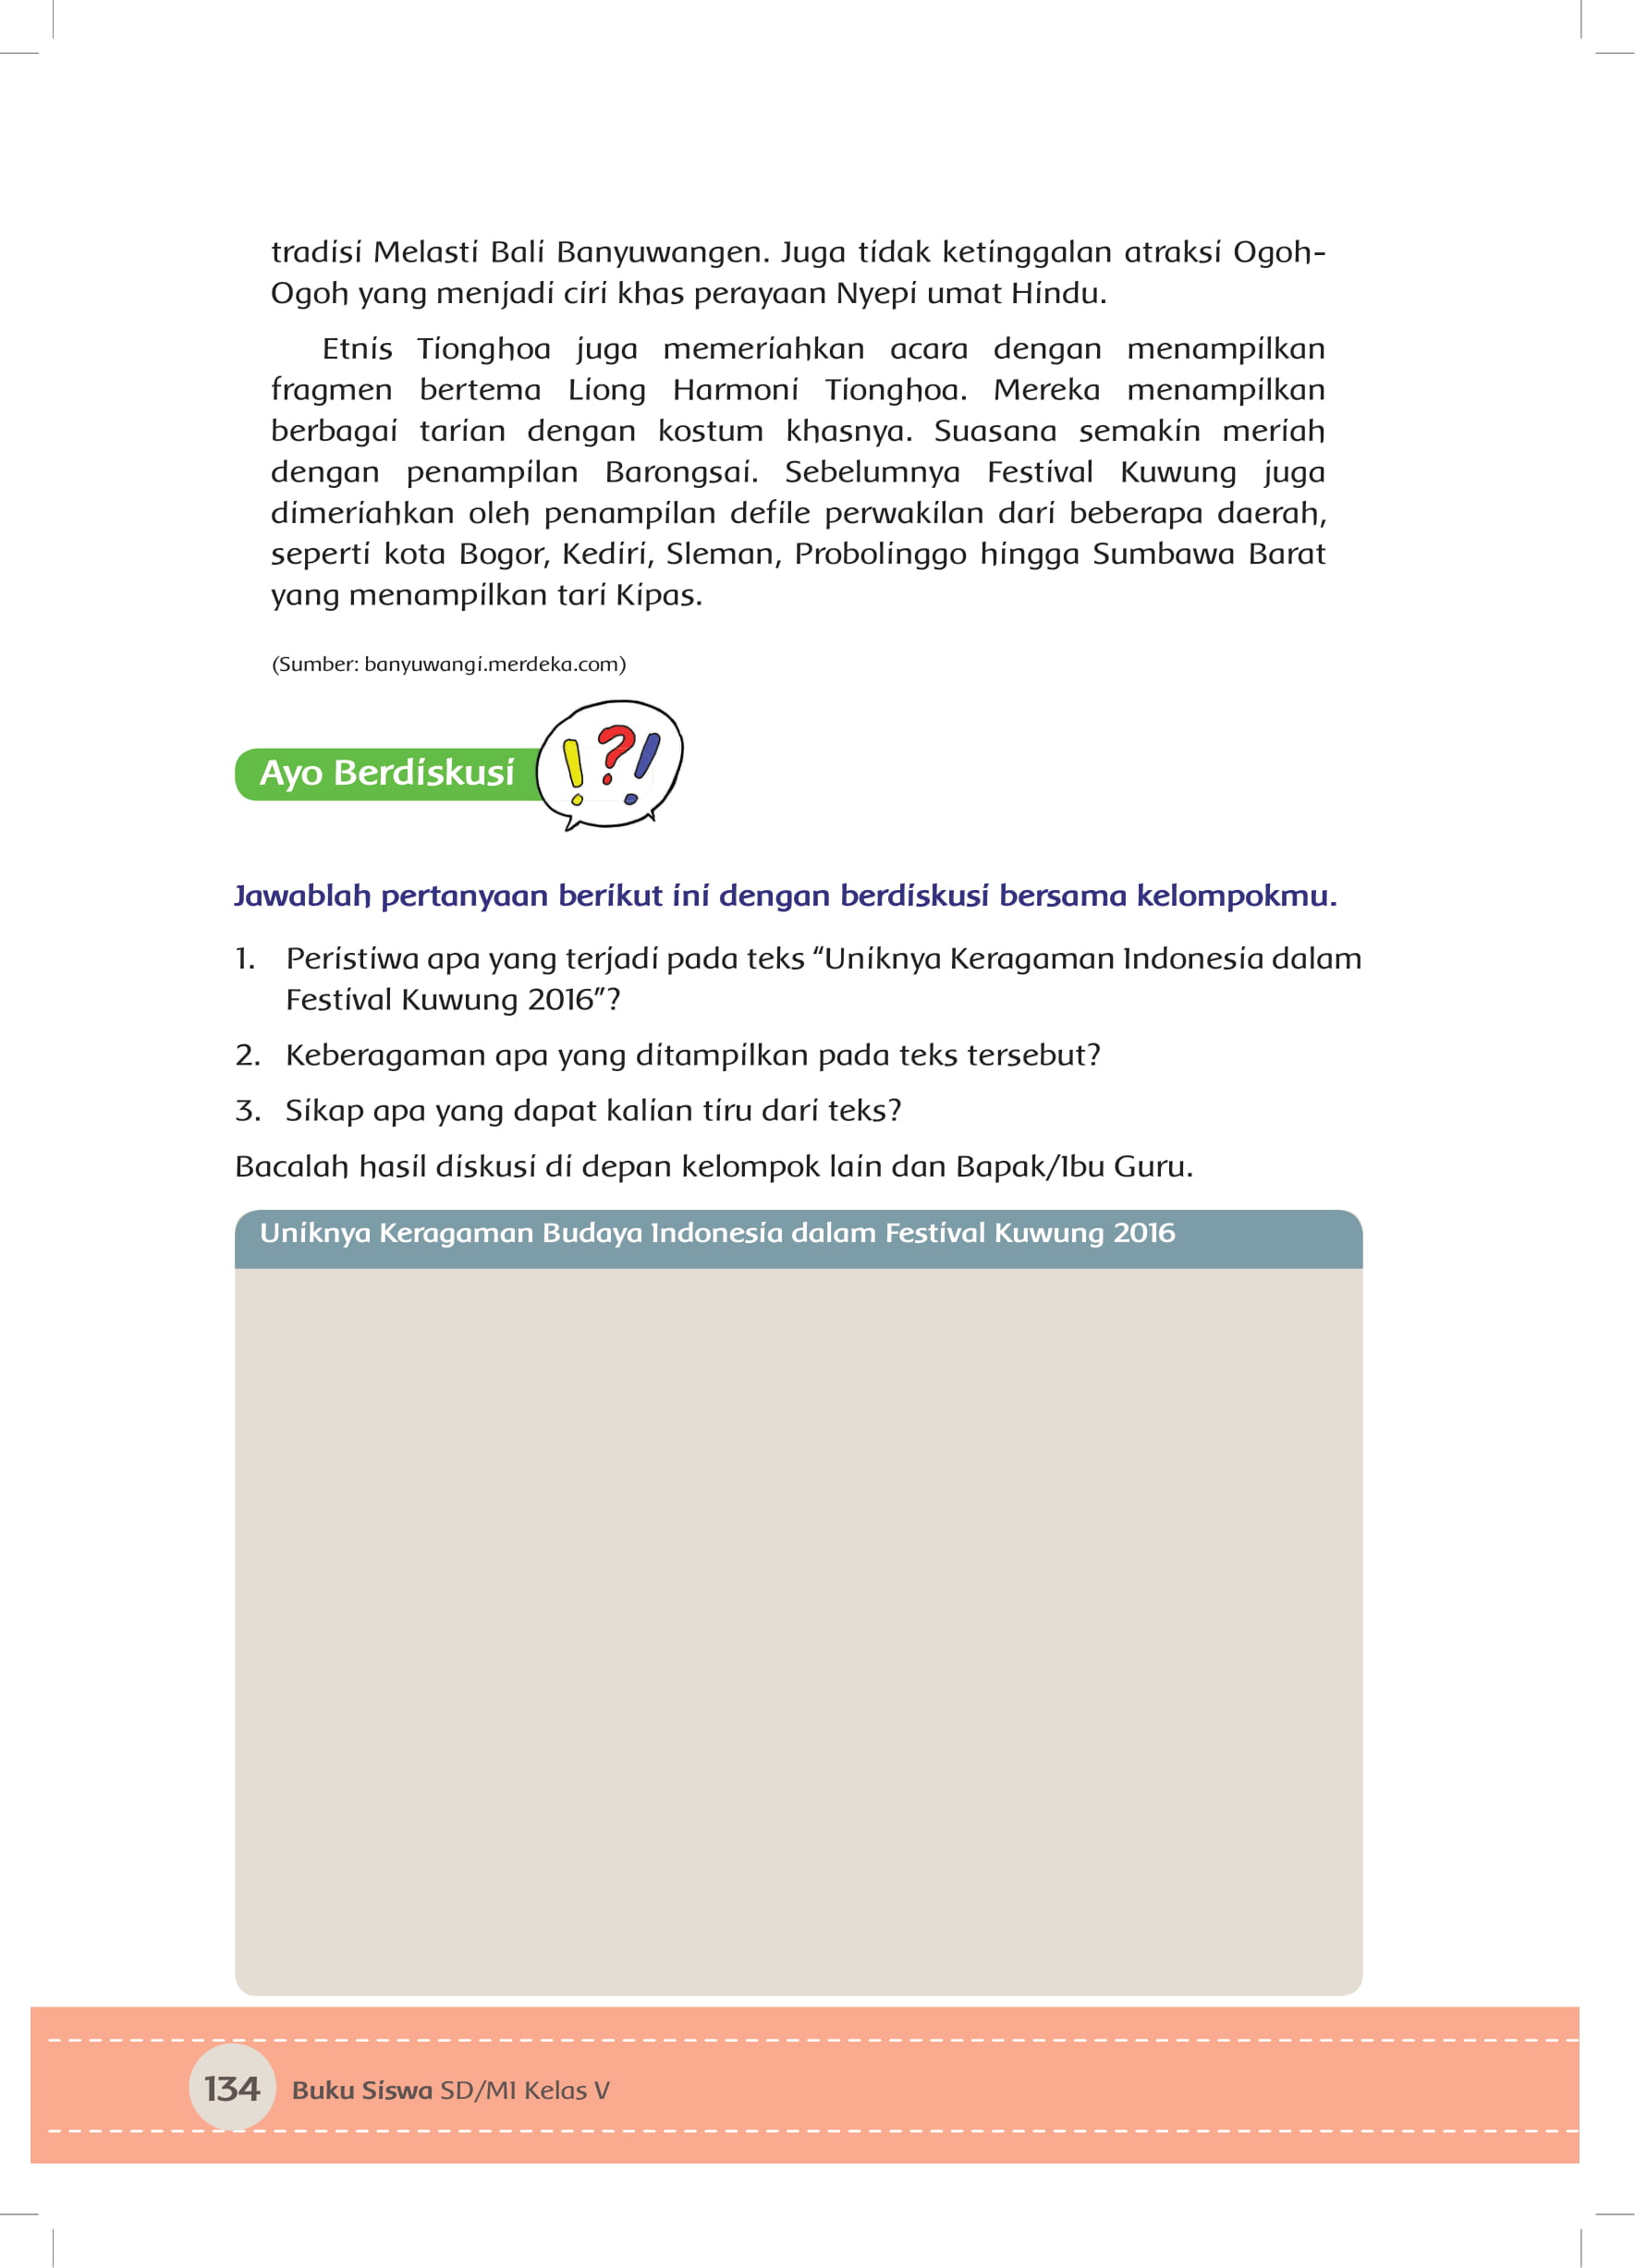 tradisi Melasti Bali Banyuwangen. Juga tidak ketinggalan atraksi Ogoh-
Ogoh yang menjadi ciri khas perayaan Nyepi umat Hindu.
Etnis Tionghoa juga memeriahkan acara dengan menampilkan
fragmen bertema Liong Harmoni Tionghoa. Mereka menampilkan
berbagai tarian dengan kostum khasnya. Suasana semakin meriah
dengan penampilan Barongsai. Sebelumnya Festival Kuwung juga
dimeriahkan oleh penampilan defile perwakilan dari beberapa daerah,
seperti kota Bogor, Kediri, Sleman, Probolinggo hingga Sumbawa Barat
yang menampilkan tari Kipas.
(Sumber: banyuwangi.merdeka.com)
Ayo Berdiskusi
!?!
Jawablah pertanyaan berikut ini dengan berdiskusi bersama kelompokmu.
1. Peristiwa apa yang terjadi pada teks “Uniknya Keragaman Indonesia dalam
Festival Kuwung 2016”?
2. Keberagaman apa yang ditampilkan pada teks tersebut?
3. Sikap apa yang dapat kalian tiru dari teks?
Bacalah hasil diskusi di depan kelompok lain dan Bapak/Ibu Guru.
Uniknya Keragaman Budaya Indonesia dalam Festival Kuwung 2016
134 Buku Siswa SD/MI Kelas V